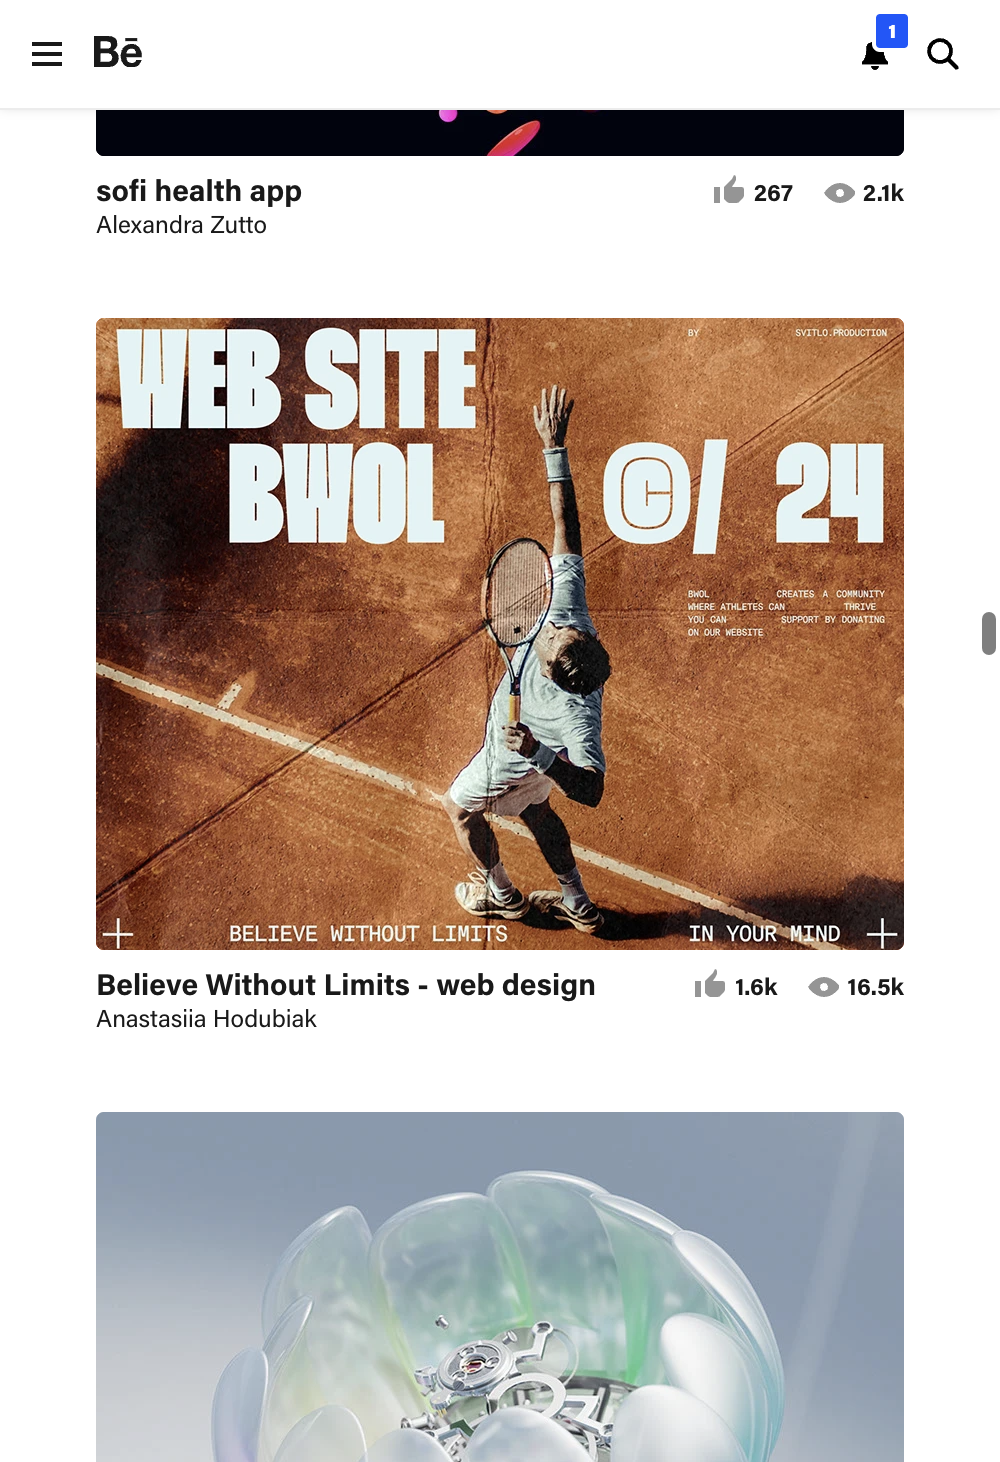 Bē
1
sofi health app
267
2.1k
Alexandra Zutto
WEB SITE
BWOL ©/ 24
BY SVITLO.PRODUCTION
BWOL CREATES A COMMUNITY
WHERE ATHLETES CAN THRIVE
YOU CAN SUPPORT BY DONATING
ON OUR WEBSITE
BELIEVE WITHOUT LIMITS IN YOUR MIND
Believe Without Limits - web design
1.6k
16.5k
Anastasiia Hodubiak